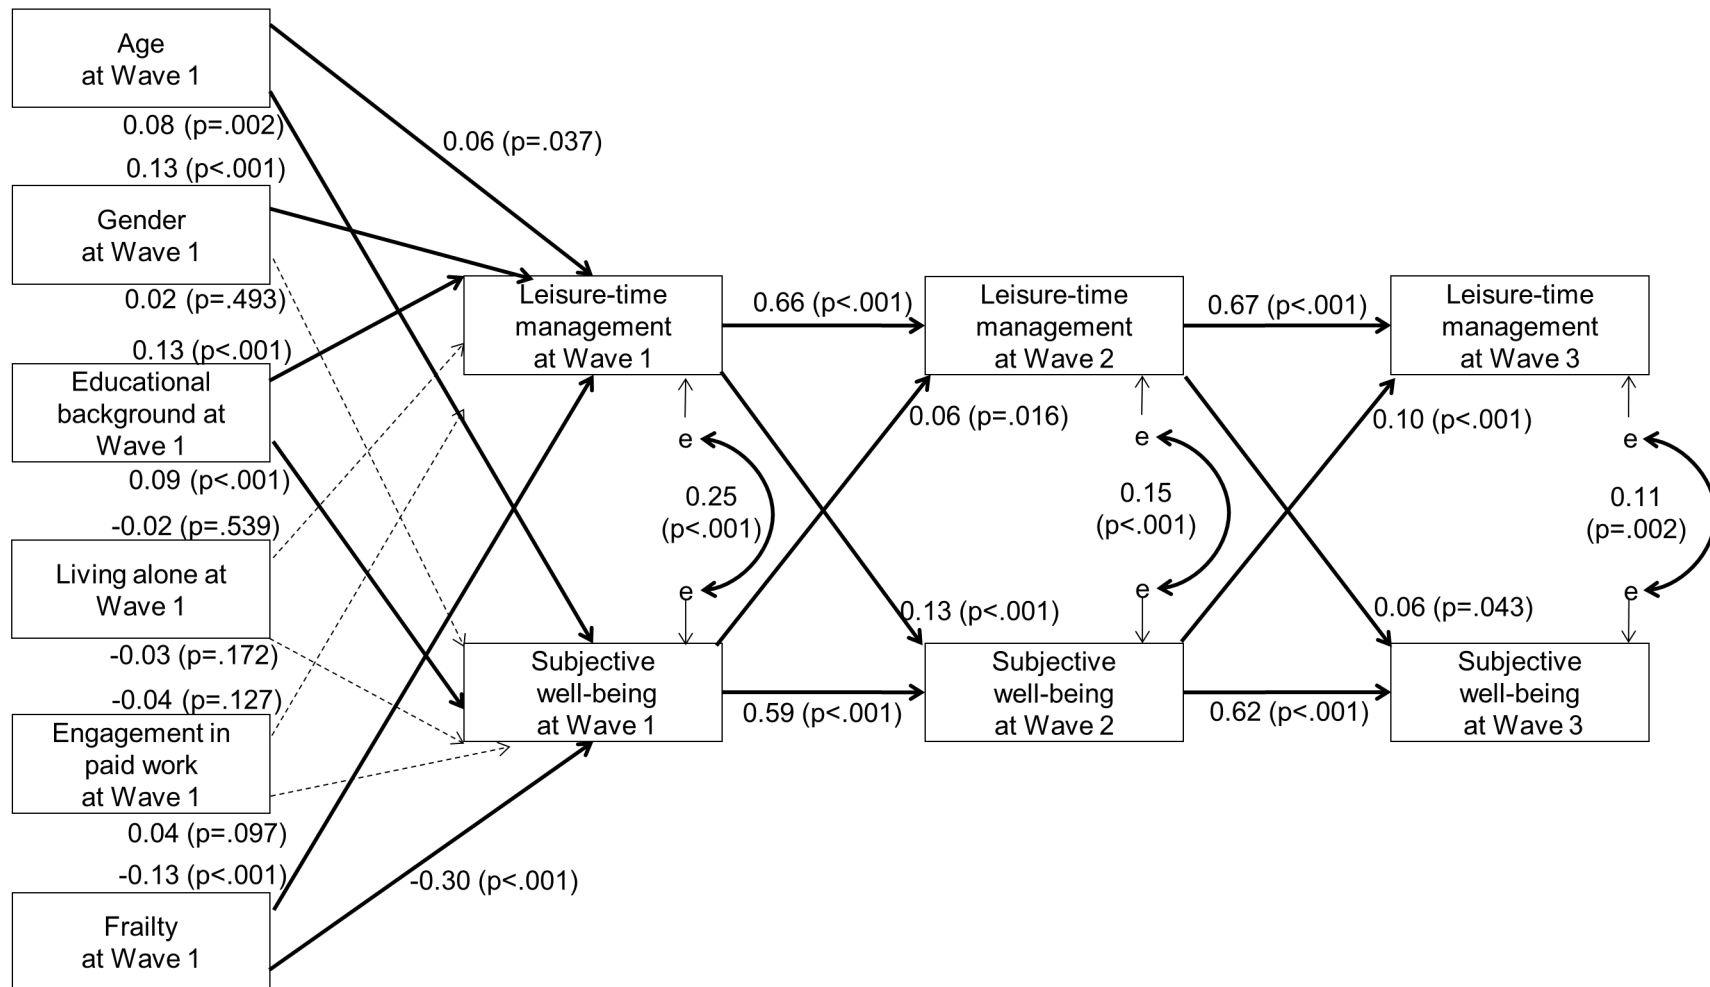 Age
at Wave 1
0.08 (p=.002)
0.06 (p=.037)
0.13 (p<.001)
Gender
at Wave 1
0.02 (p=.493)
0.13 (p<.001)
Educational
background at
Wave 1
0.09 (p<.001)
-0.02 (p=.539)
Living alone at
Wave 1
-0.03 (p=.172)
-0.04 (p=.127)
Engagement in
paid work
at Wave 1
0.04 (p=.097)
-0.13 (p<.001)
-0.30 (p<.001)
Frailty
at Wave 1
Leisure-time
management
at Wave 1
0.66 (p<.001)
Leisure-time
management
at Wave 2
0.67 (p<.001)
Leisure-time
management
at Wave 3
0.06 (p=.016)
0.10 (p<.001)
e
e
e
0.25
(p<.001)
0.15
(p<.001)
0.11
(p=.002)
e
e
e
0.13 (p<.001)
0.06 (p=.043)
Subjective
well-being
at Wave 1
0.59 (p<.001)
Subjective
well-being
at Wave 2
0.62 (p<.001)
Subjective
well-being
at Wave 3